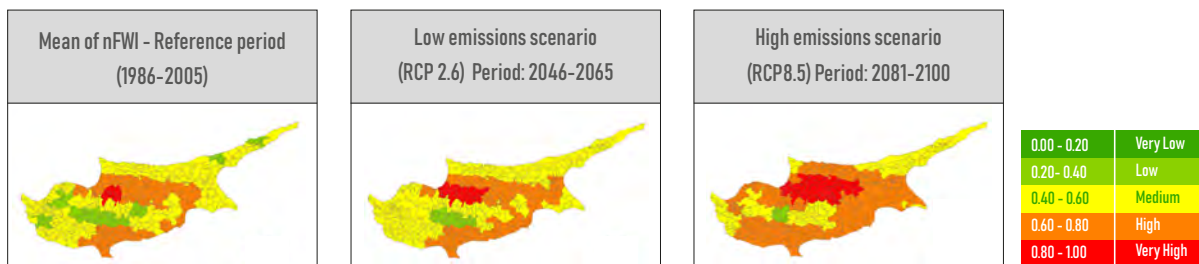 Mean of nFWI - Reference period
(1986-2005)
Low emissions scenario
(RCP 2.6) Period: 2046-2065
High emissions scenario
(RCP8.5) Period: 2081-2100
0.00 - 0.20 Very Low
0.20- 0.40 Low
0.40 - 0.60 Medium
0.60 - 0.80 High
0.80 - 1.00 Very High